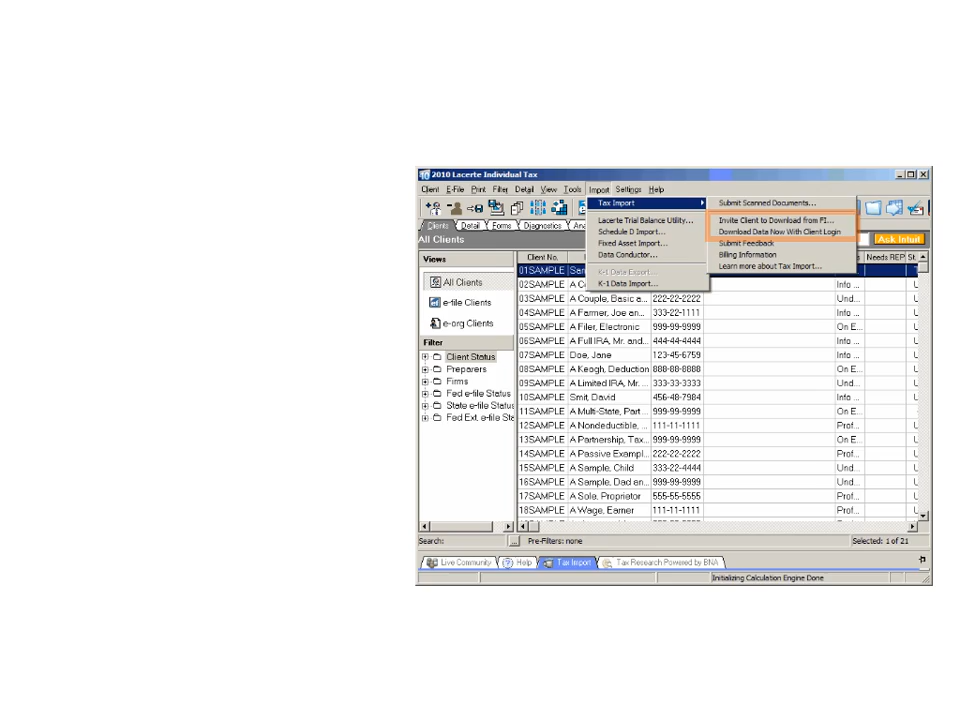 2010 Lacerte Individual Tax
Client E-File Print Filter Detail View Tools Import Settings Help
Tax Import
Lacerte Trial Balance Utility...
Schedule D Import...
Fixed Asset Import...
Data Conductor...
K-1 Data Export...
K-1 Data Import...
Submit Scanned Documents...
Invite Client to Download from FI...
Download Data Now With Client Login
Submit Feedback
Billing Information
Learn more about Tax Import...
Clients Detail Forms Diagnostics
All Clients
Ask Intuit
Views
All Clients
e-file Clients
e-org Clients
Filter
Client Status
Preparers
Firms
Fed e-file Status
State e-file Status
Fed Ext. e-file Sta
Client No. Needs REP St
01SAMPLE
02SAMPLE Info ...
03SAMPLE A Couple, Basic a... 222-22-2222 Und...
04SAMPLE A Farmer, Joe an... 333-22-1111 Info ...
05SAMPLE A Filer, Electronic 999-99-9999 On E...
06SAMPLE A Full IRA, Mr. and... 444-44-4444 Info ...
07SAMPLE Doe, Jane 123-45-6759 Info ...
08SAMPLE A Keogh, Deduction 888-88-8888 On E...
09SAMPLE A Limited IRA, Mr. ... 333-33-3333 Und...
10SAMPLE Smit, David 456-48-7984 Info ...
11SAMPLE A Multi-State, Part ... 999-99-9999 On E...
12SAMPLE A Nondeductible, ... 111-11-1111 Prof...
13SAMPLE A Partnership, Tax... 999-99-9999 On E...
14SAMPLE A Passive Exampl... 222-22-2222 Prof...
15SAMPLE A Sample, Child 333-22-4444 Und...
16SAMPLE A Sample, Dad en... 999-99-9999 Und...
17SAMPLE A Sole, Proprietor 555-55-5555 Prof...
18SAMPLE A Wage, Earner 111-11-1111 Prof...
Search: ... Pre-Filters: none Selected: 1 of 21
Live Community Help Tax Import Tax Research Powered by BNA
Initializing Calculation Engine Done